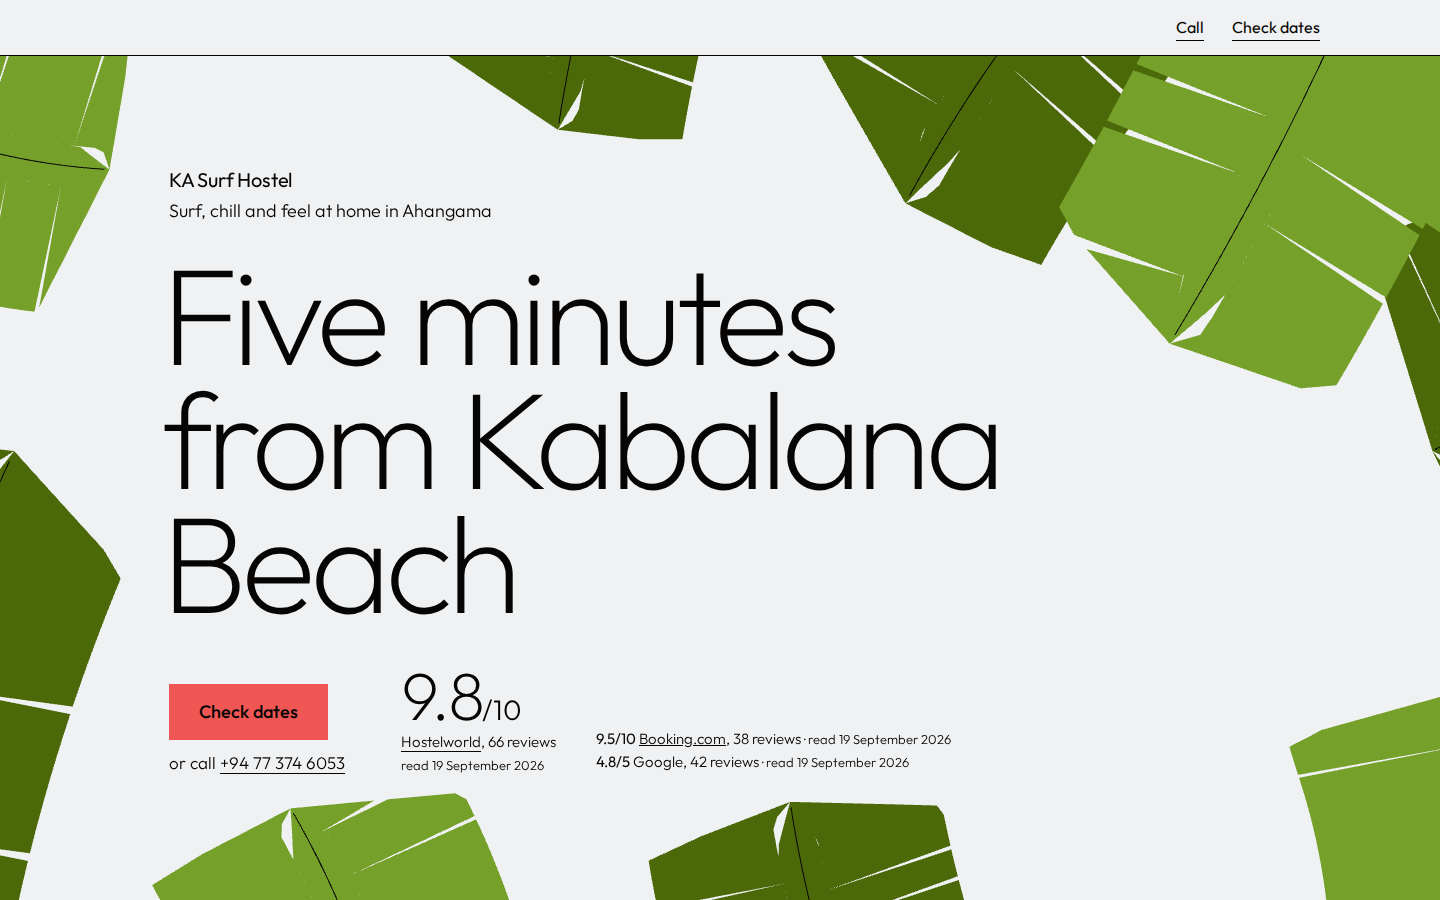 Call
Check dates
KA Surf Hostel
Surf, chill and feel at home in Ahangama
Five minutes
from Kabalana
Beach
Check dates
or call +94 77 374 6053
9.8/10
Hostelworld, 66 reviews
read 19 September 2026
9.5/10 Booking.com, 38 reviews · read 19 September 2026
4.8/5 Google, 42 reviews · read 19 September 2026